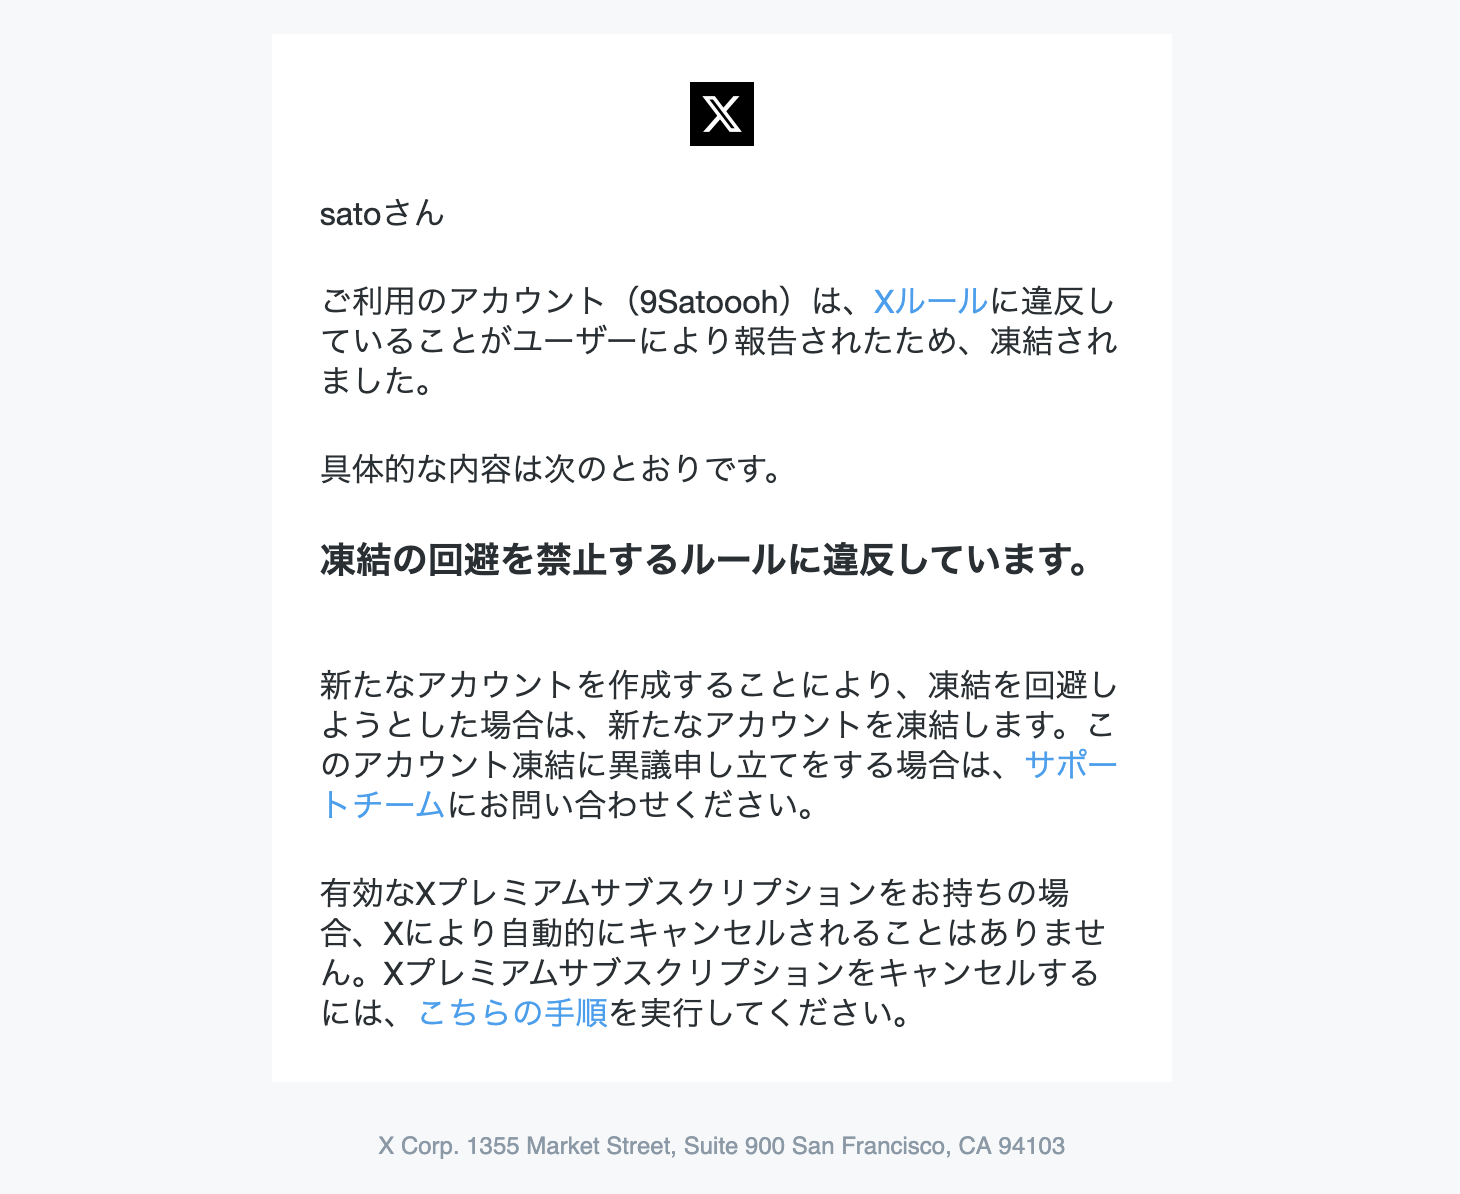 satoさん
ご利用のアカウント（9Satoooh）は、Xルールに違反し
ていることがユーザーにより報告されたため、凍結され
ました。
具体的な内容は次のとおりです。
凍結の回避を禁止するルールに違反しています。
新たなアカウントを作成することにより、凍結を回避し
ようとした場合は、新たなアカウントを凍結します。こ
のアカウント凍結に異議申し立てをする場合は、サポー
トチームにお問い合わせください。
有効なXプレミアムサブスクリプションをお持ちの場
合、Xにより自動的にキャンセルされることはありませ
ん。Xプレミアムサブスクリプションをキャンセルする
には、こちらの手順を実行してください。
X Corp. 1355 Market Street, Suite 900 San Francisco, CA 94103